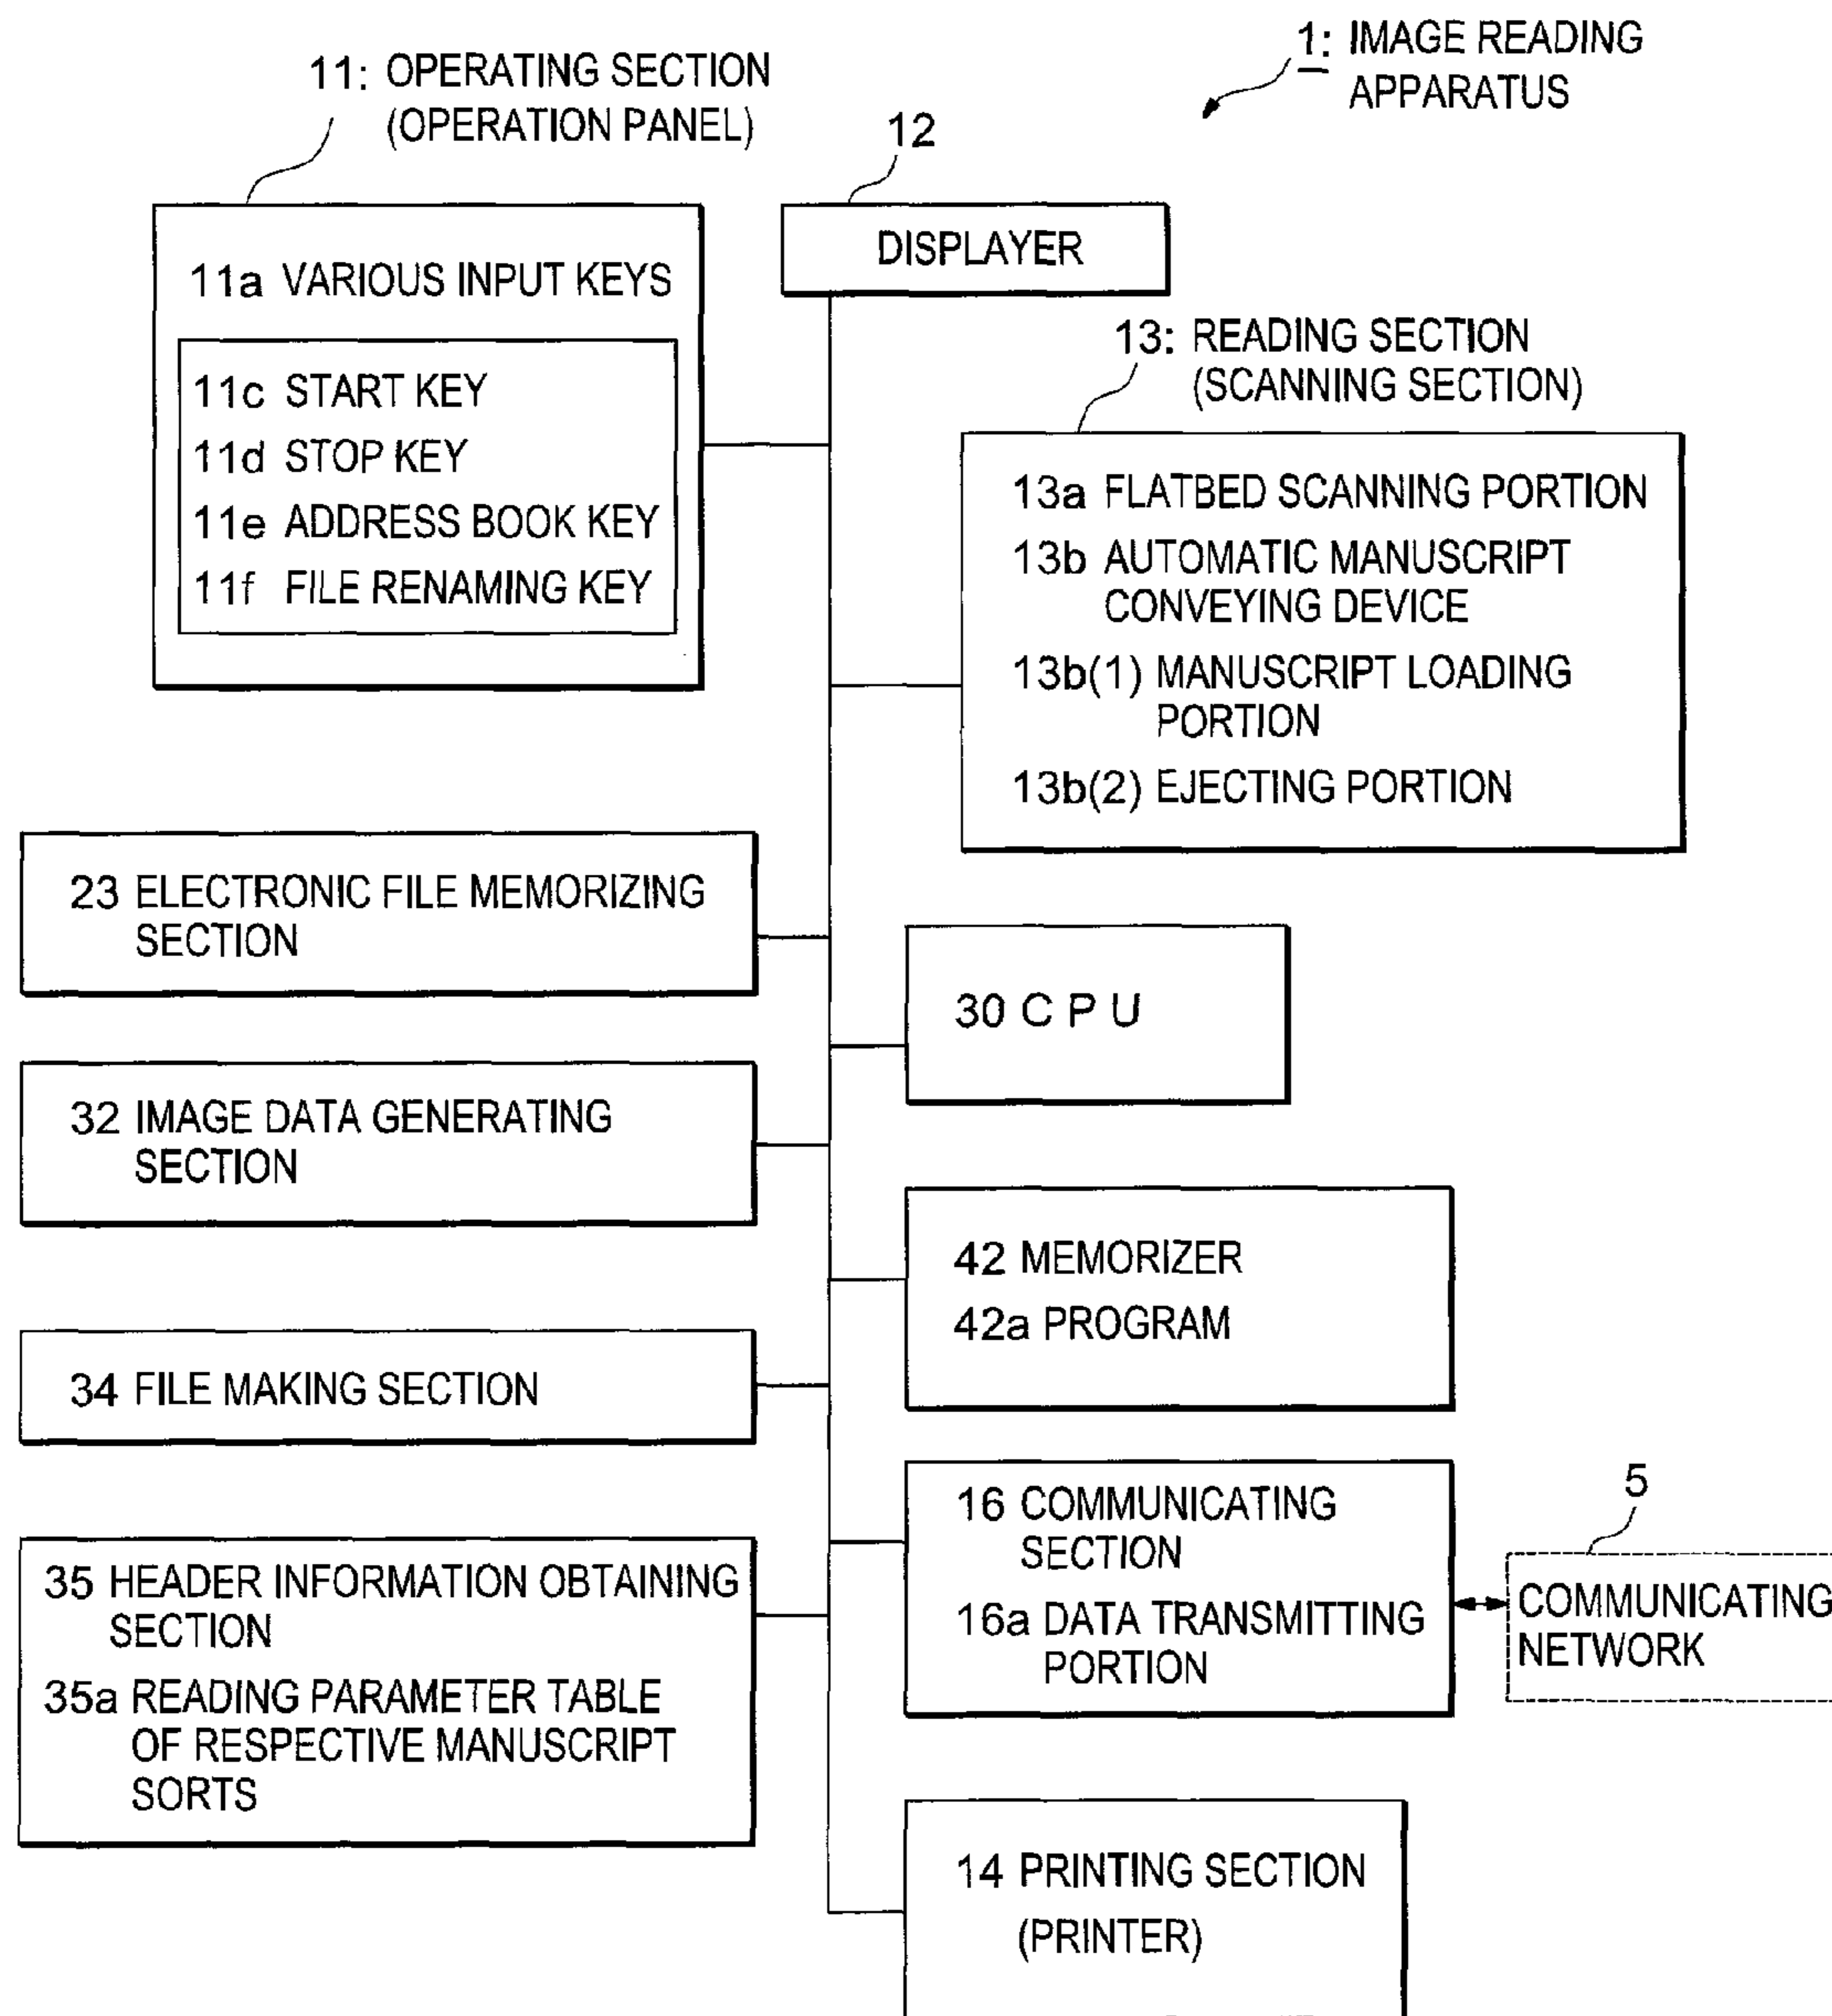 1: IMAGE READING
APPARATUS
11: OPERATING SECTION
(OPERATION PANEL)
12
DISPLAYER
11a VARIOUS INPUT KEYS
11c START KEY
11d STOP KEY
11e ADDRESS BOOK KEY
11f FILE RENAMING KEY
13: READING SECTION
(SCANNING SECTION)
13a FLATBED SCANNING PORTION
13b AUTOMATIC MANUSCRIPT
CONVEYING DEVICE
13b(1) MANUSCRIPT LOADING
PORTION
13b(2) EJECTING PORTION
23 ELECTRONIC FILE MEMORIZING
SECTION
30 C P U
32 IMAGE DATA GENERATING
SECTION
42 MEMORIZER
42a PROGRAM
34 FILE MAKING SECTION
16 COMMUNICATING
SECTION
16a DATA TRANSMITTING
PORTION
5
COMMUNICATING
NETWORK
35 HEADER INFORMATION OBTAINING
SECTION
35a READING PARAMETER TABLE
OF RESPECTIVE MANUSCRIPT
SORTS
14 PRINTING SECTION
(PRINTER)